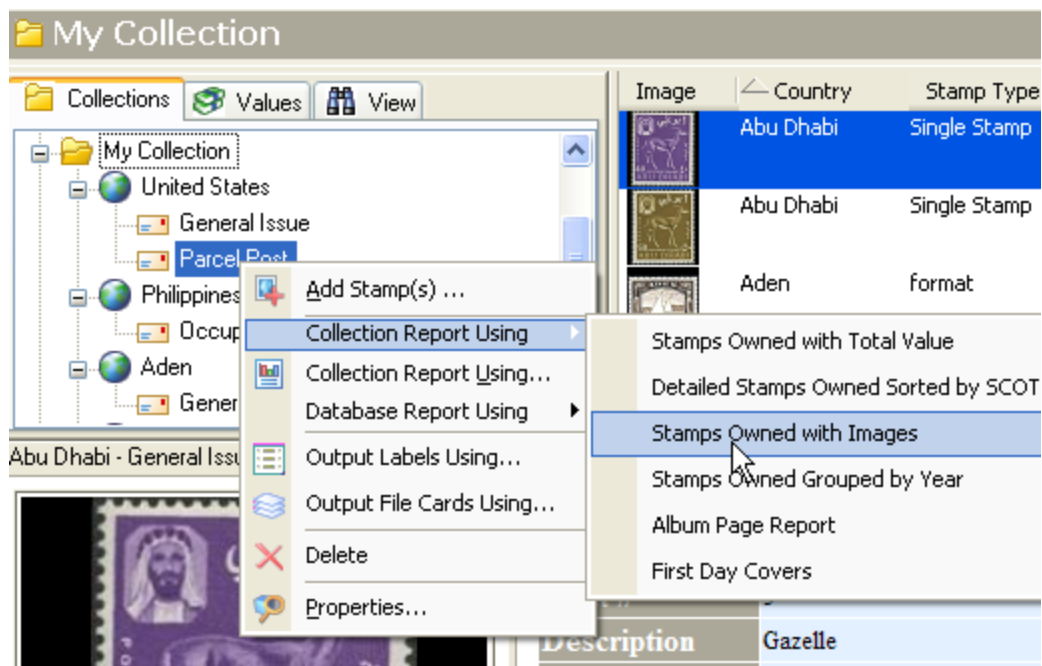 My Collection
Collections
Values
View
Image
Country
Stamp Type
My Collection
United States
General Issue
Parcel Post
Philippines
Occup
Aden
Gener
Abu Dhabi
Single Stamp
Abu Dhabi
Single Stamp
Aden
format
Add Stamp(s) ...
Collection Report Using
Collection Report Using...
Database Report Using
Output Labels Using...
Output File Cards Using...
Delete
Properties...
Stamps Owned with Total Value
Detailed Stamps Owned Sorted by SCOT
Stamps Owned with Images
Stamps Owned Grouped by Year
Album Page Report
First Day Covers
Abu Dhabi - General Issu
Description
Gazelle